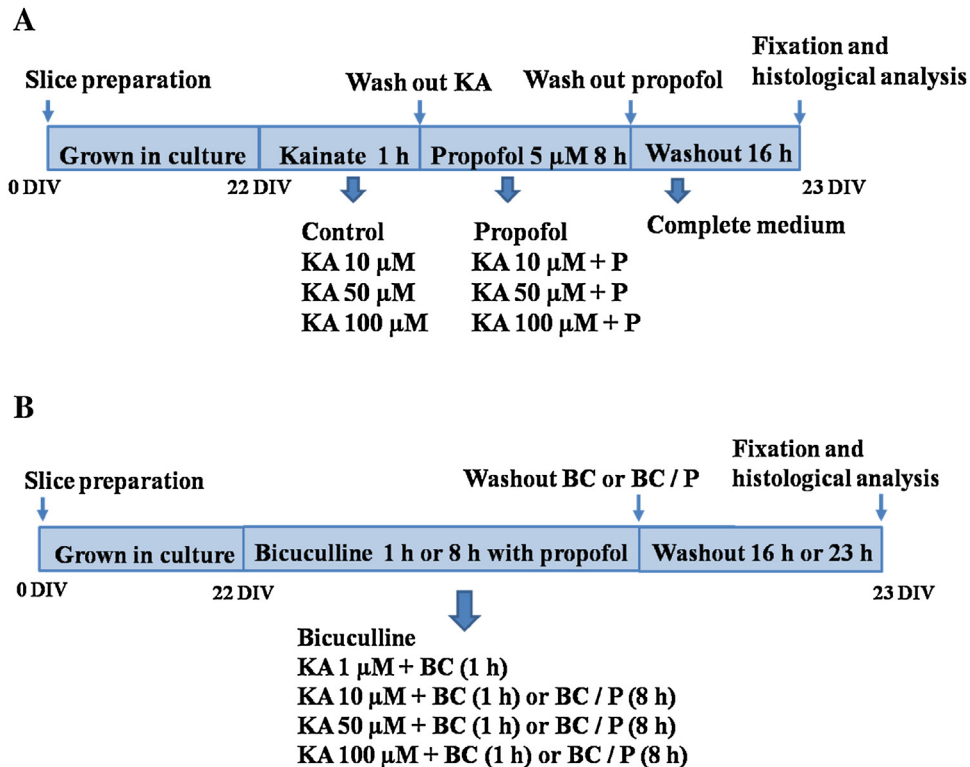 A
Fixation and
histological analysis
Slice preparation
Wash out KA
Wash out propofol
Grown in culture
Kainate 1 h
Propofol 5 μM 8 h
Washout 16 h
0 DIV
22 DIV
23 DIV
Control
KA 10 μM
KA 50 μM
KA 100 μM
Propofol
KA 10 μM + P
KA 50 μM + P
KA 100 μM + P
Complete medium
B
Fixation and
histological analysis
Slice preparation
Washout BC or BC / P
Grown in culture
Bicuculline 1 h or 8 h with propofol
Washout 16 h or 23 h
0 DIV
22 DIV
23 DIV
Bicuculline
KA 1 μM + BC (1 h)
KA 10 μM + BC (1 h) or BC / P (8 h)
KA 50 μM + BC (1 h) or BC / P (8 h)
KA 100 μM + BC (1 h) or BC / P (8 h)